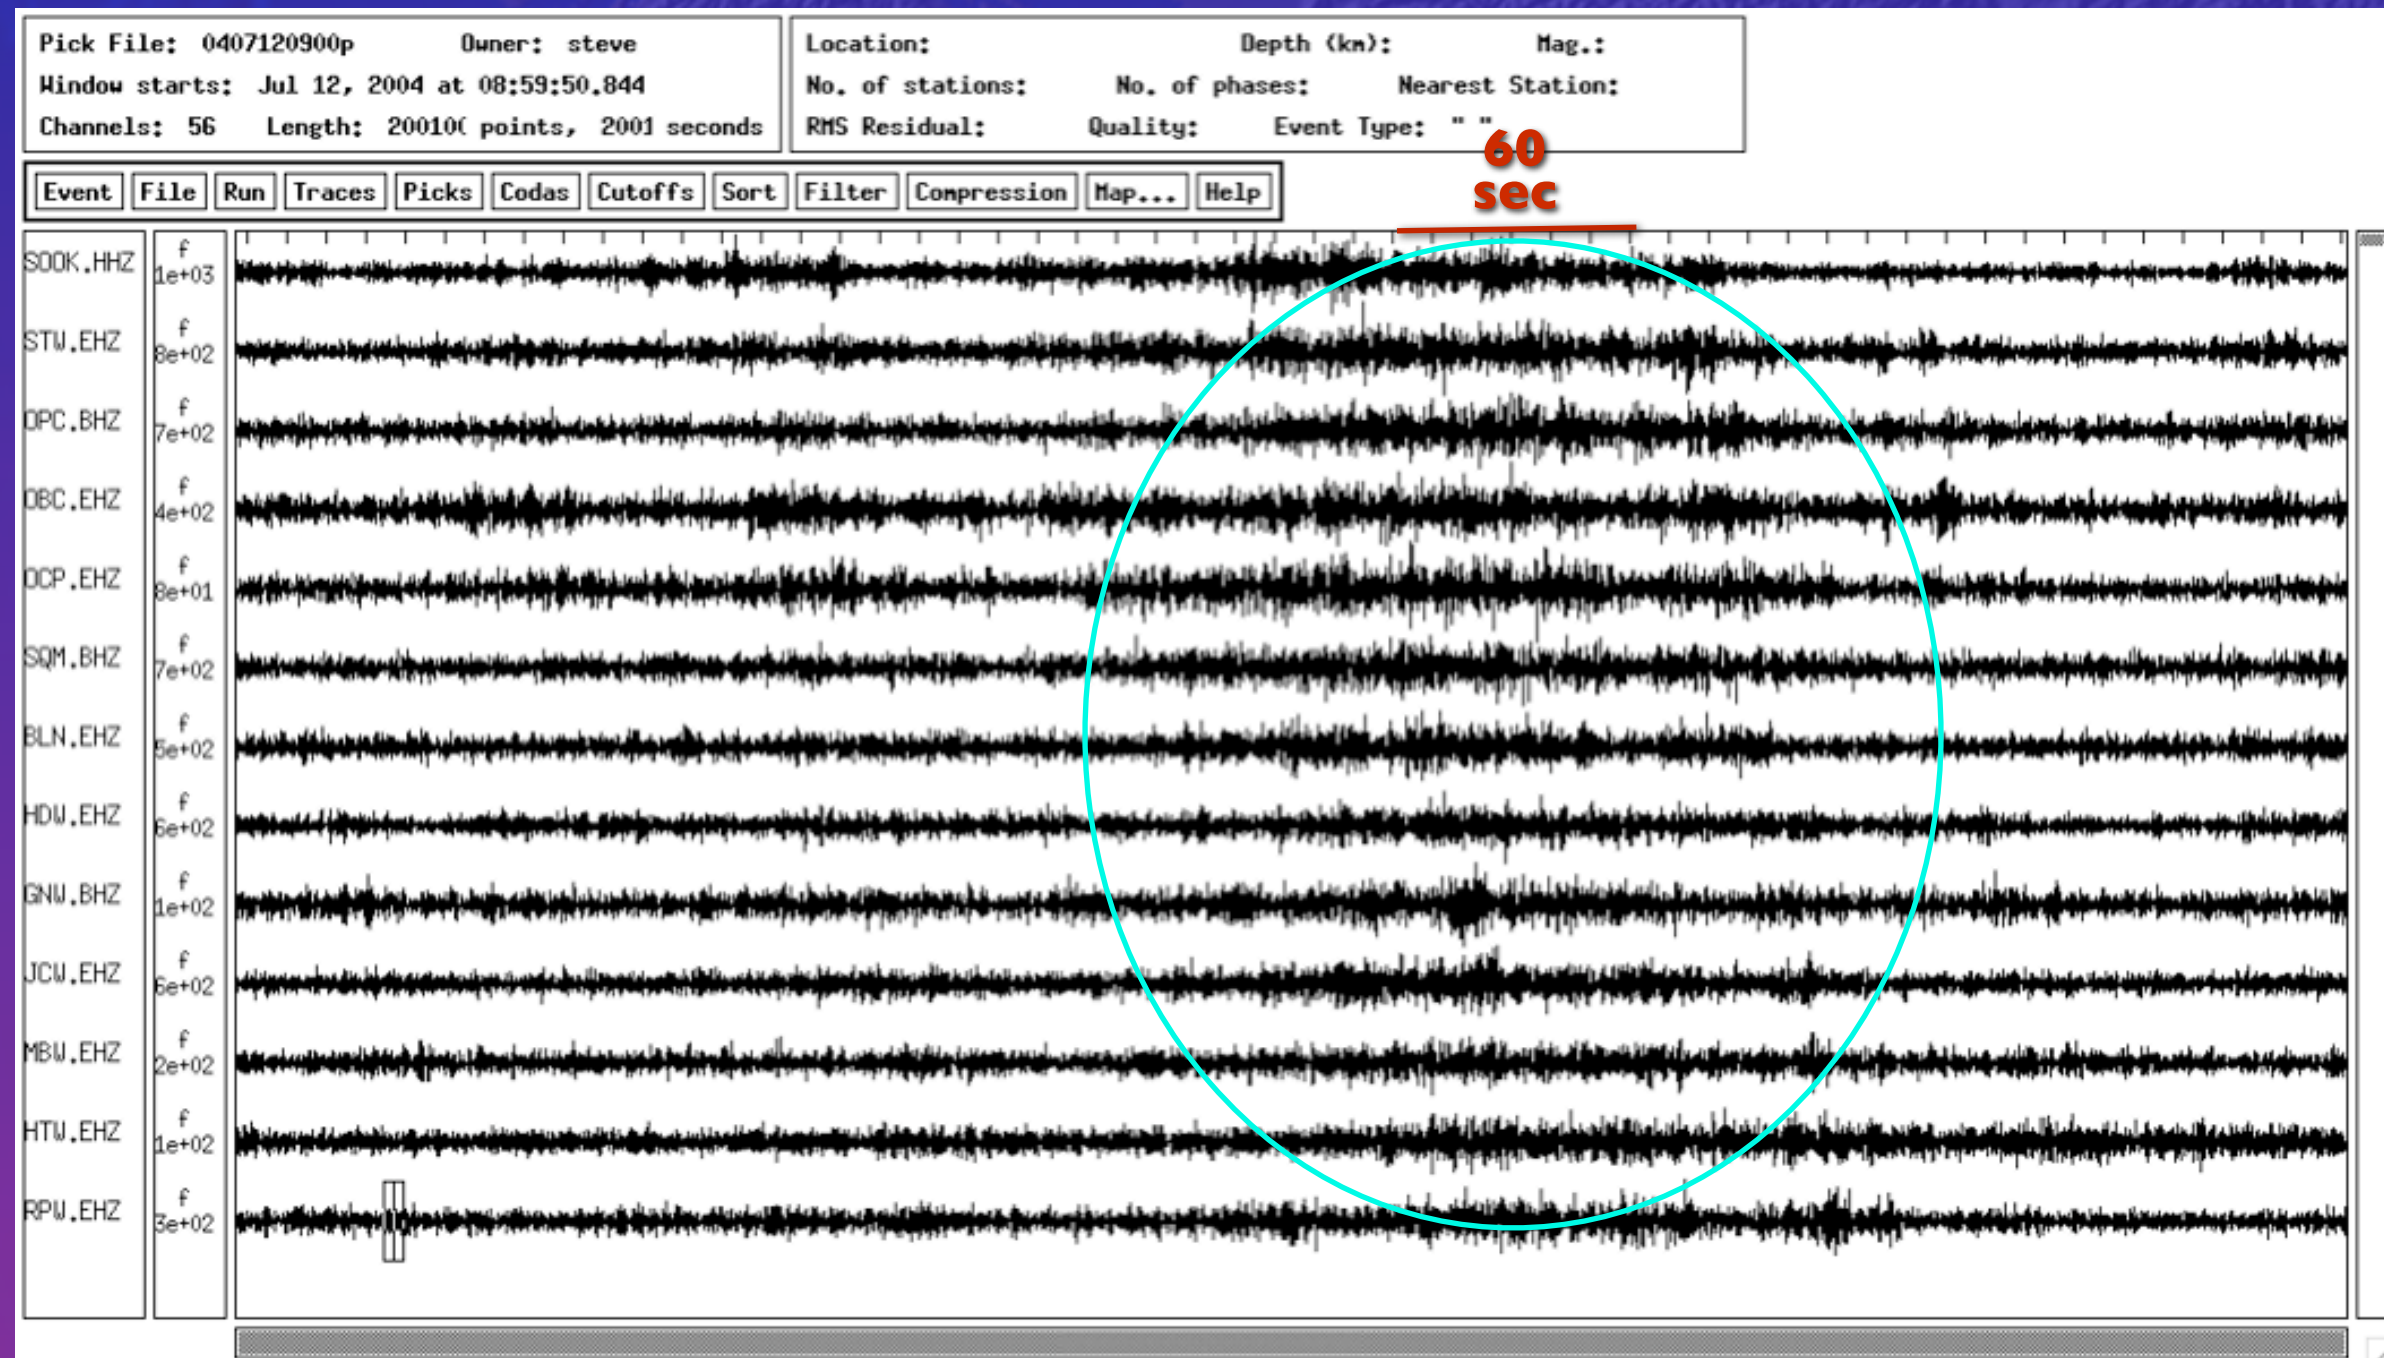 Pick File: 0407120900p Owner: steve
Window starts: Jul 12, 2004 at 08:59:50.844
Channels: 56 Length: 20010( points, 2001 seconds
Location: Depth (km): Mag.:
No. of stations: No. of phases: Nearest Station:
RMS Residual: Quality: Event Type: " "
60
sec
Event File Run Traces Picks Codas Cutoffs Sort Filter Compression Map... Help
SOOK.HHZ f
1e+03
STW.EHZ f
8e+02
OPC.BHZ f
7e+02
OBC.EHZ f
4e+02
OCP.EHZ f
8e+01
SQM.BHZ f
7e+02
BLN.EHZ f
5e+02
HDW.EHZ f
6e+02
GNW.BHZ f
1e+02
JCW.EHZ f
6e+02
MBW.EHZ f
2e+02
HTW.EHZ f
1e+02
RPW.EHZ f
3e+02